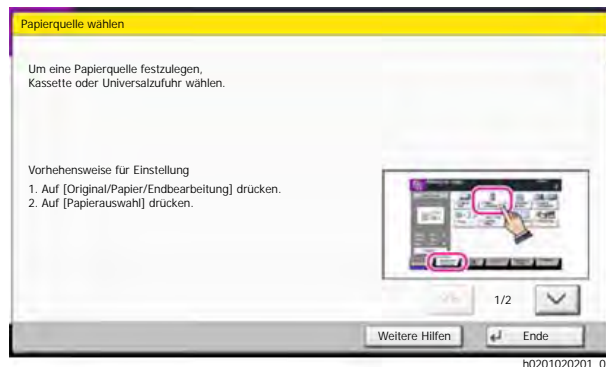 Papierquelle wählen
Um eine Papierquelle festzulegen,
Kassette oder Universalzufuhr wählen.
Vorhehensweise für Einstellung
1. Auf [Original/Papier/Endbearbeitung] drücken.
2. Auf [Papierauswahl] drücken.
1/2
Weitere Hilfen
Ende
b0201020201_0